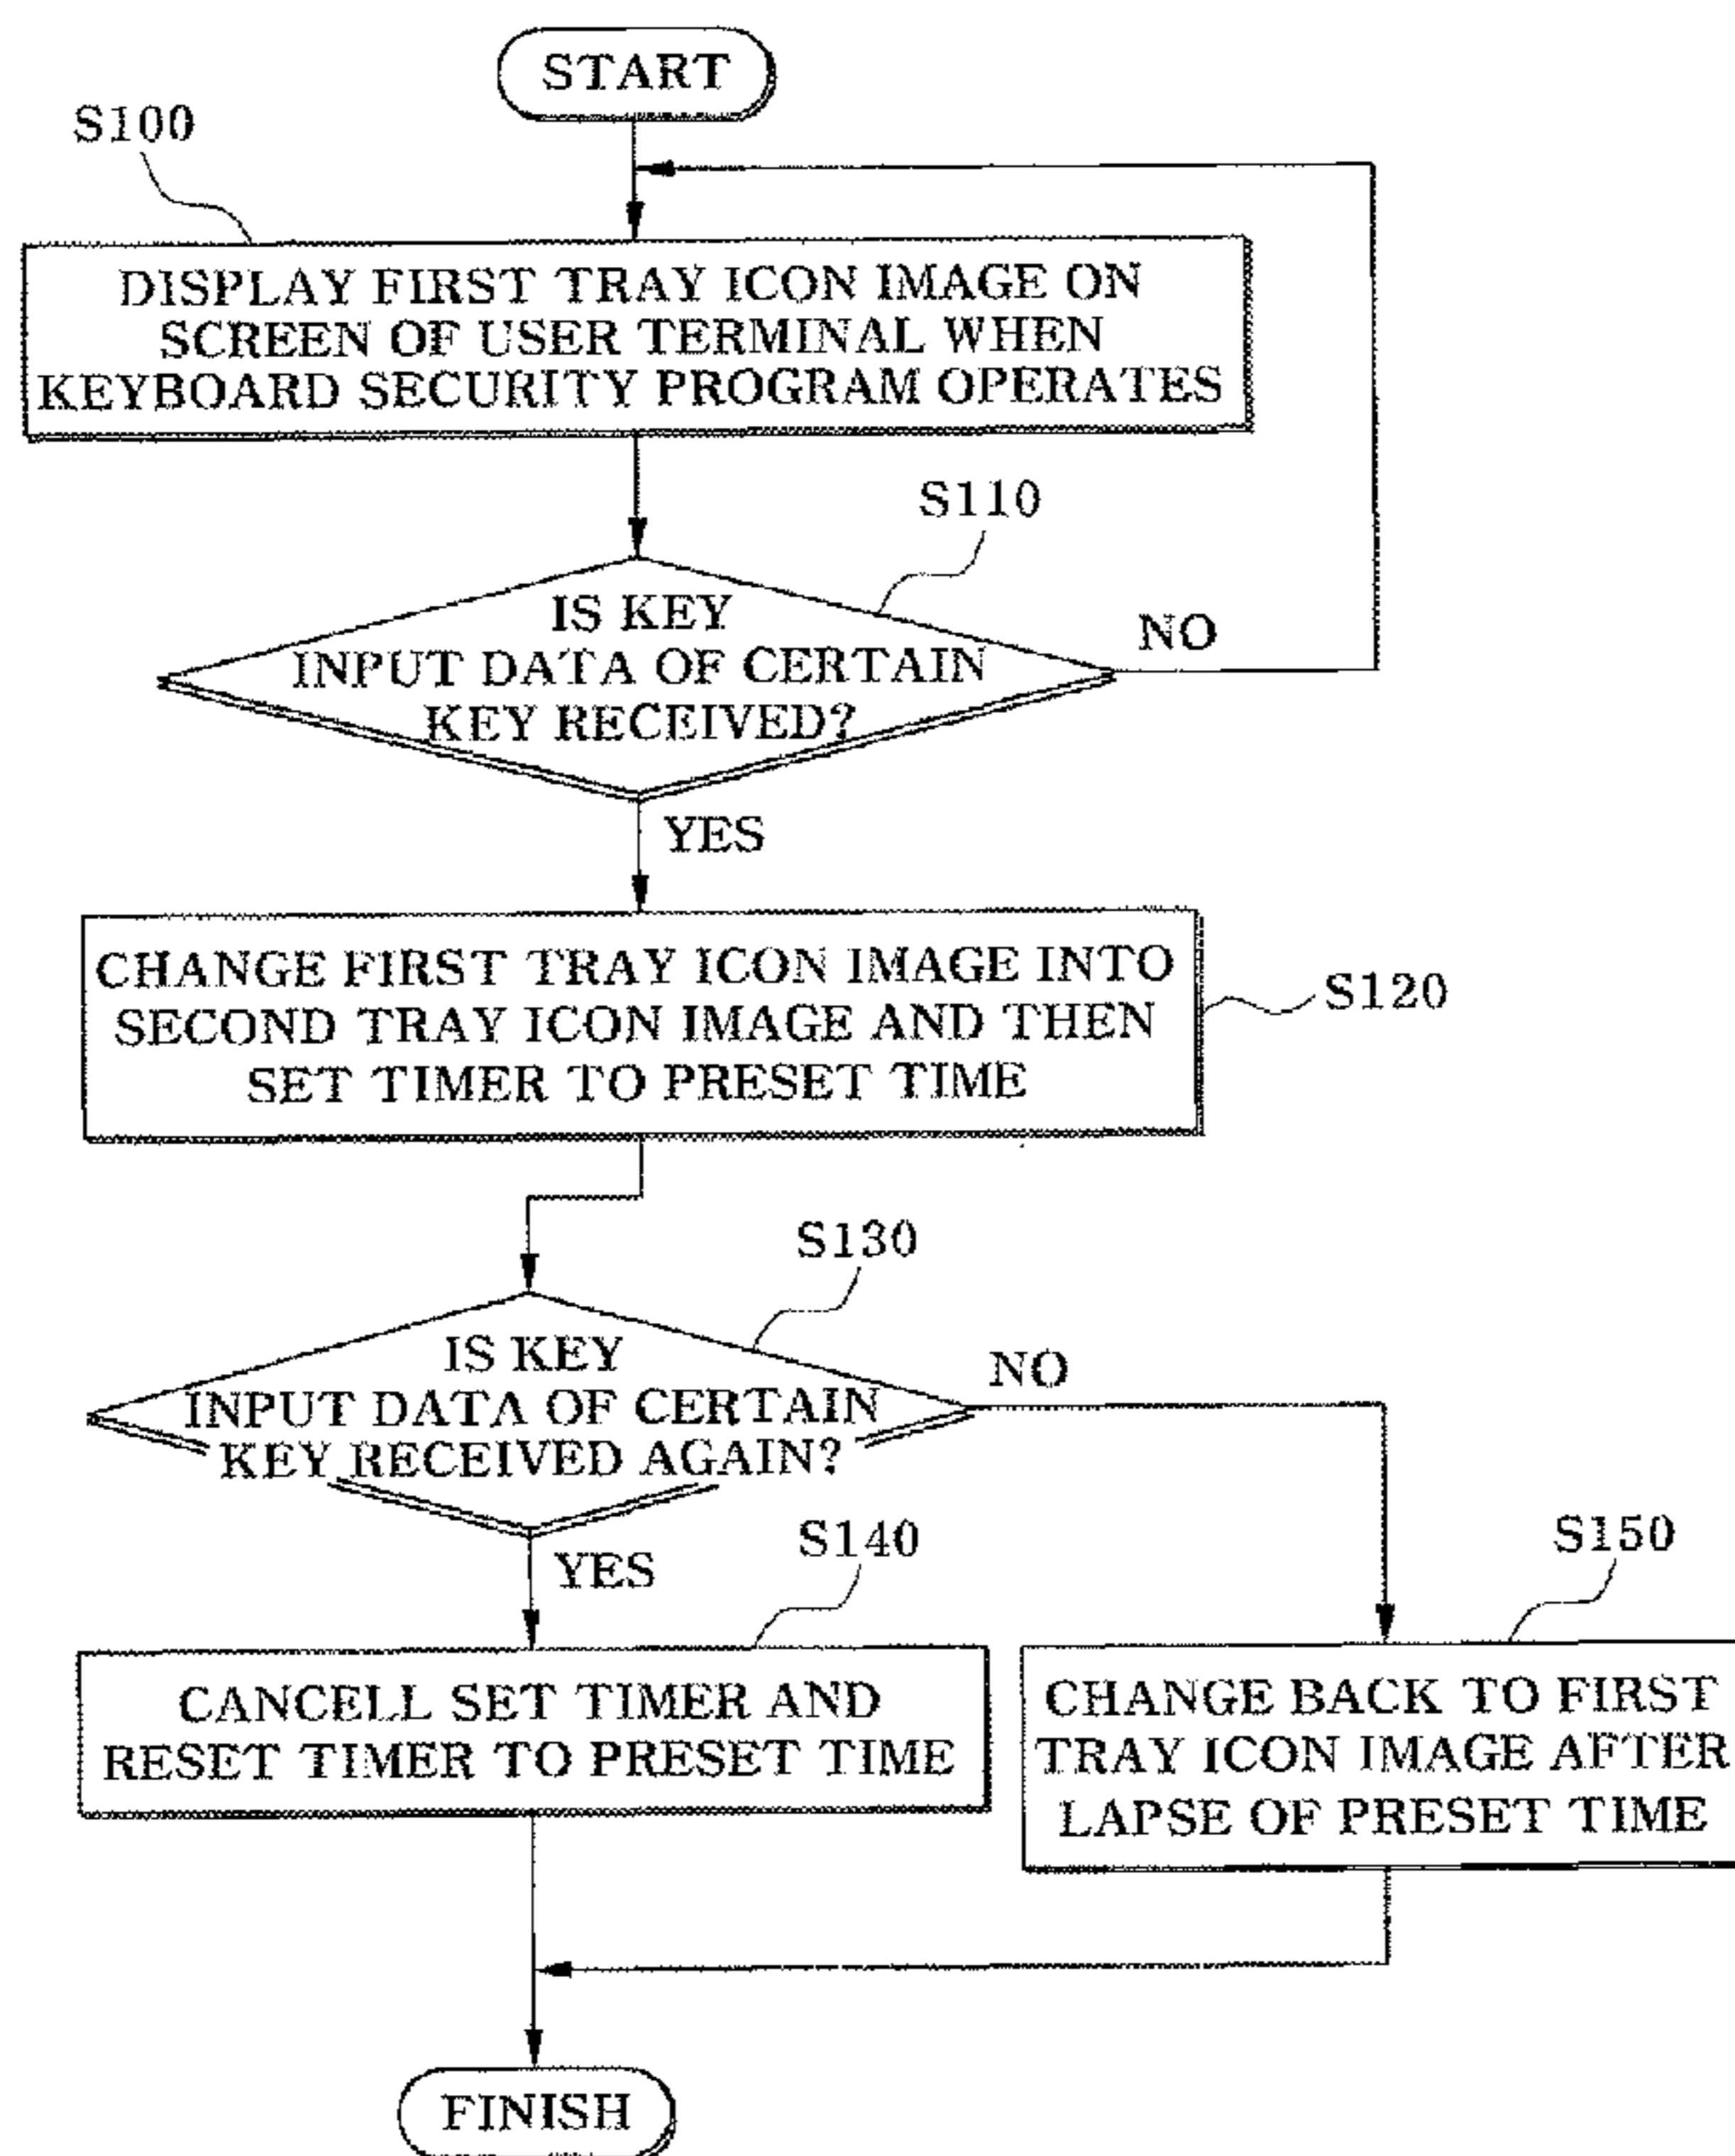 START
S100
DISPLAY FIRST TRAY ICON IMAGE ON
SCREEN OF USER TERMINAL WHEN
KEYBOARD SECURITY PROGRAM OPERATES
S110
IS KEY
INPUT DATA OF CERTAIN
KEY RECEIVED?
NO
YES
CHANGE FIRST TRAY ICON IMAGE INTO
SECOND TRAY ICON IMAGE AND THEN
SET TIMER TO PRESET TIME
S120
S130
IS KEY
INPUT DATA OF CERTAIN
KEY RECEIVED AGAIN?
NO
YES
S140
CANCELL SET TIMER AND
RESET TIMER TO PRESET TIME
S150
CHANGE BACK TO FIRST
TRAY ICON IMAGE AFTER
LAPSE OF PRESET TIME
FINISH